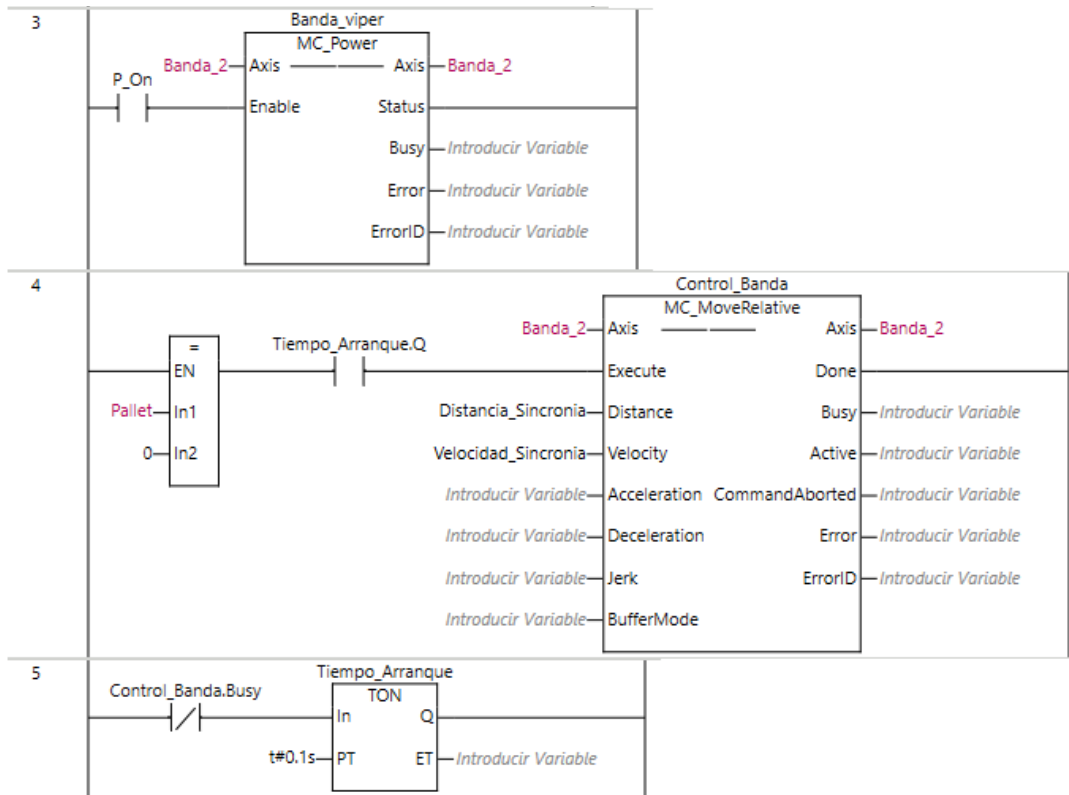 3
Banda_viper
MC_Power
Banda_2 Axis Axis Banda_2
P_On
Enable Status
Busy Introducir Variable
Error Introducir Variable
ErrorID Introducir Variable
4
Control_Banda
MC_MoveRelative
Banda_2 Axis Axis Banda_2
= Tiempo_Arranque.Q
EN Execute Done
Pallet In1 Distancia_Sincronia Distance Busy Introducir Variable
0 In2 Velocidad_Sincronia Velocity Active Introducir Variable
Introducir Variable Acceleration CommandAborted Introducir Variable
Introducir Variable Deceleration Error Introducir Variable
Introducir Variable Jerk ErrorID Introducir Variable
Introducir Variable BufferMode
5
Tiempo_Arranque
Control_Banda.Busy TON
In Q
t#0.1s PT ET Introducir Variable